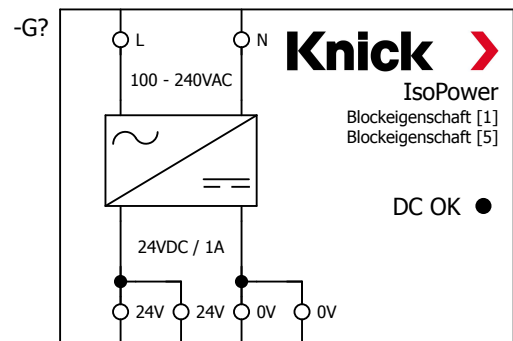 -G?
L
N
Knick
100 - 240VAC
IsoPower
Blockeigenschaft [1]
Blockeigenschaft [5]
DC OK
24VDC / 1A
24V
24V
0V
0V